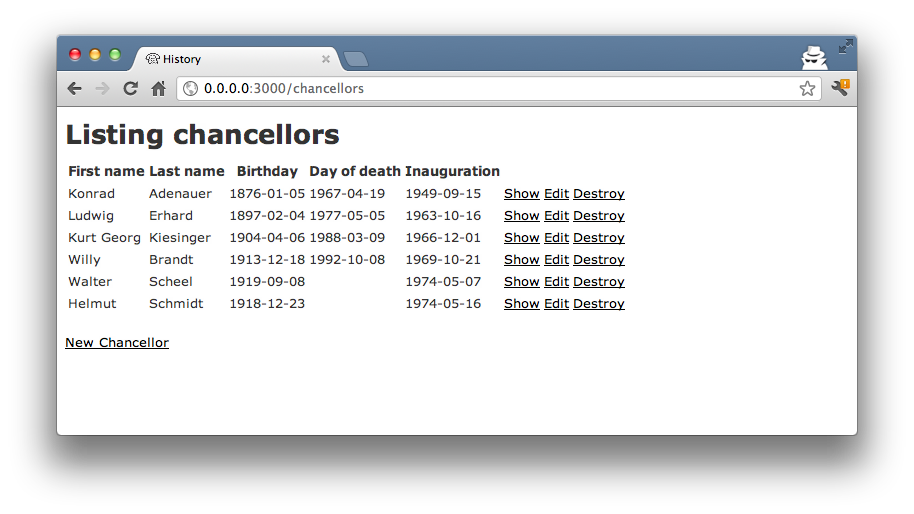 History
0.0.0.0:3000/chancellors
Listing chancellors
First name Last name Birthday Day of death Inauguration
Konrad Adenauer 1876-01-05 1967-04-19 1949-09-15 Show Edit Destroy
Ludwig Erhard 1897-02-04 1977-05-05 1963-10-16 Show Edit Destroy
Kurt Georg Kiesinger 1904-04-06 1988-03-09 1966-12-01 Show Edit Destroy
Willy Brandt 1913-12-18 1992-10-08 1969-10-21 Show Edit Destroy
Walter Scheel 1919-09-08 1974-05-07 Show Edit Destroy
Helmut Schmidt 1918-12-23 1974-05-16 Show Edit Destroy
New Chancellor